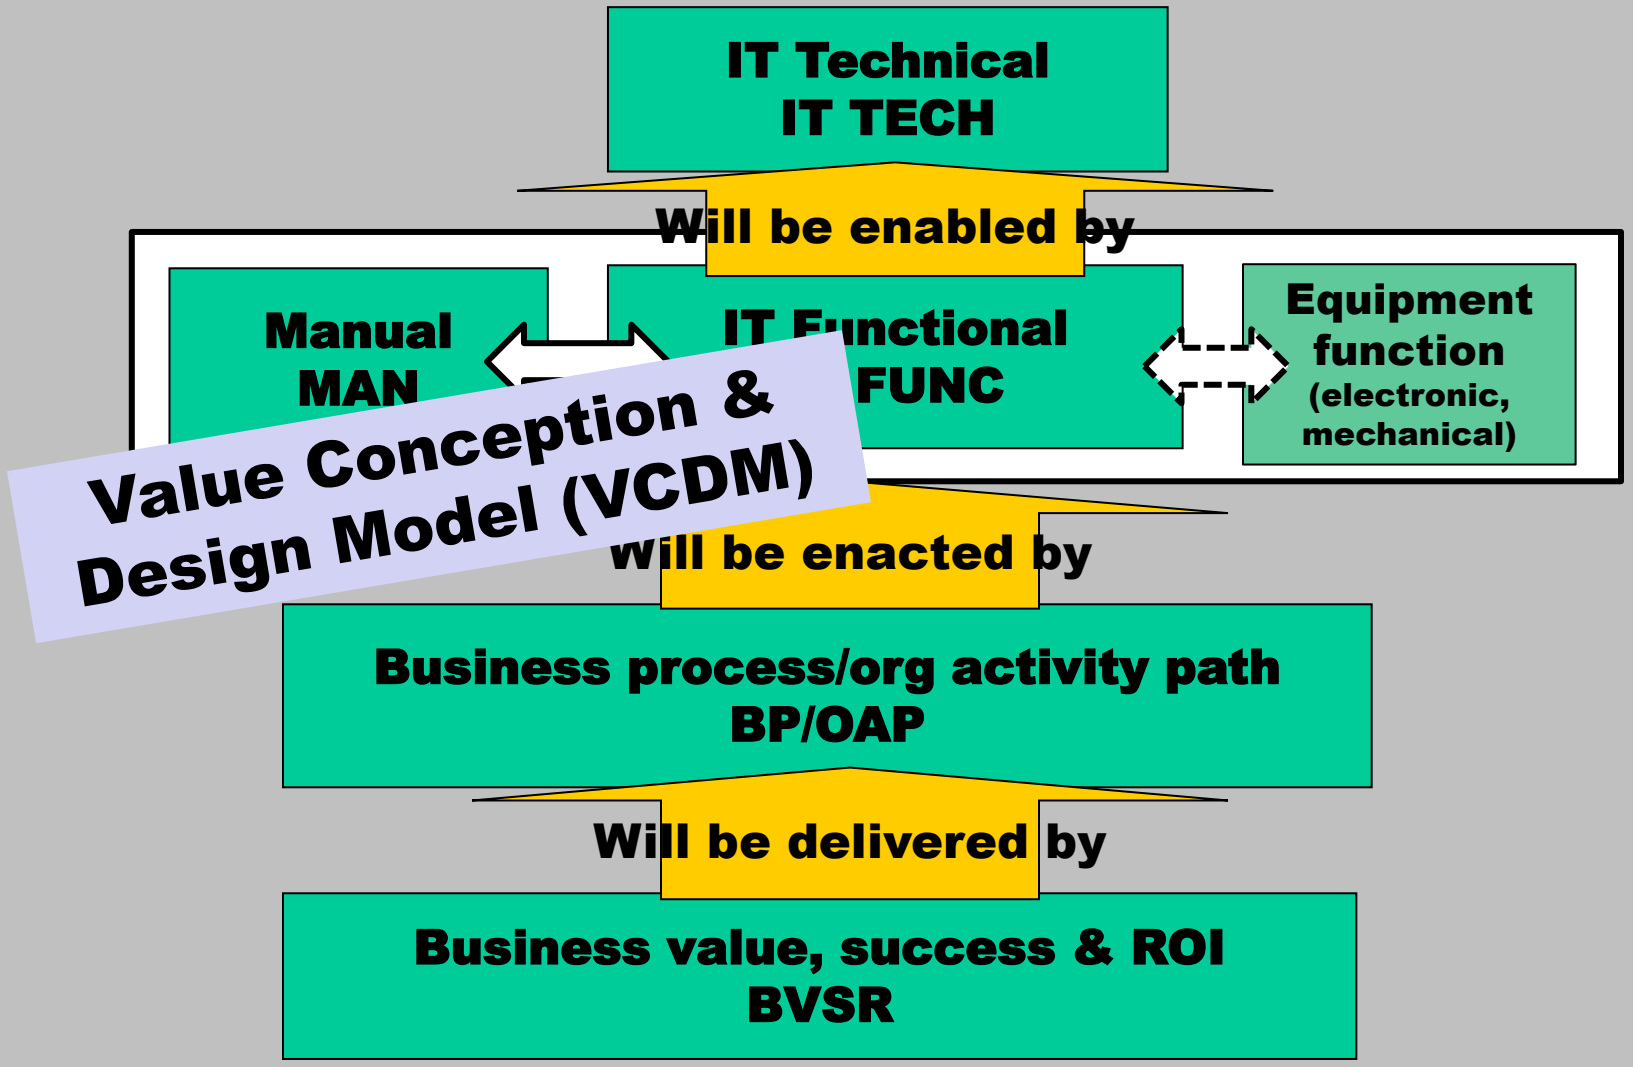 IT Technical
IT TECH
Will be enabled by
Manual
MAN
IT Functional
FUNC
Equipment
function
(electronic,
mechanical)
Value Conception &
Design Model (VCDM)
Will be enacted by
Business process/org activity path
BP/OAP
Will be delivered by
Business value, success & ROI
BVSR